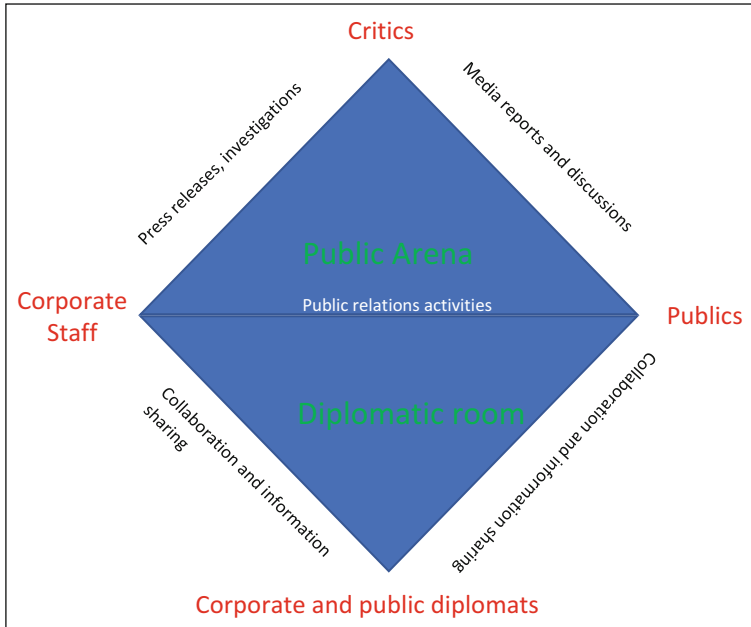 Critics
Press releases, investigations
Media reports and discussions
Public Arena
Public relations activities
Corporate
Staff
Publics
Diplomatic room
Collaboration and information
sharing
Collaboration and information sharing
Corporate and public diplomats